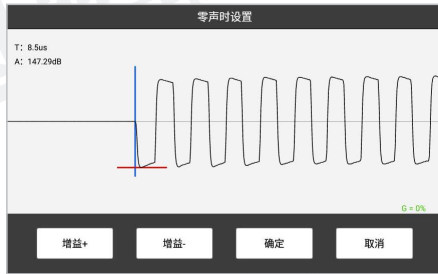 零声时设置
T: 8.5us
A: 147.29dB
G = 0%
增益+
增益-
确定
取消